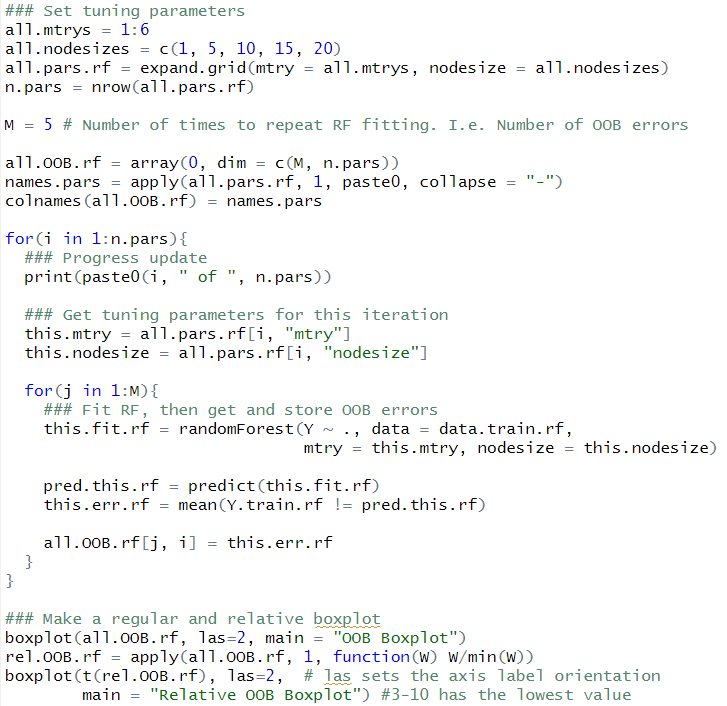 ### Set tuning parameters
all.mtrys = 1:6
all.nodesizes = c(1, 5, 10, 15, 20)
all.pars.rf = expand.grid(mtry = all.mtrys, nodesize = all.nodesizes)
n.pars = nrow(all.pars.rf)

M = 5 # Number of times to repeat RF fitting. I.e. Number of OOB errors

all.OOB.rf = array(0, dim = c(M, n.pars))
names.pars = apply(all.pars.rf, 1, paste0, collapse = "-")
colnames(all.OOB.rf) = names.pars

for(i in 1:n.pars){
  ### Progress update
  print(paste0(i, " of ", n.pars))

  ### Get tuning parameters for this iteration
  this.mtry = all.pars.rf[i, "mtry"]
  this.nodesize = all.pars.rf[i, "nodesize"]

  for(j in 1:M){
    ### Fit RF, then get and store OOB errors
    this.fit.rf = randomForest(Y ~ ., data = data.train.rf,
                               mtry = this.mtry, nodesize = this.nodesize)

    pred.this.rf = predict(this.fit.rf)
    this.err.rf = mean(Y.train.rf != pred.this.rf)

    all.OOB.rf[j, i] = this.err.rf
  }
}

### Make a regular and relative boxplot
boxplot(all.OOB.rf, las=2, main = "OOB Boxplot")
rel.OOB.rf = apply(all.OOB.rf, 1, function(W) W/min(W))
boxplot(t(rel.OOB.rf), las=2,  # las sets the axis label orientation
        main = "Relative OOB Boxplot") #3-10 has the lowest value